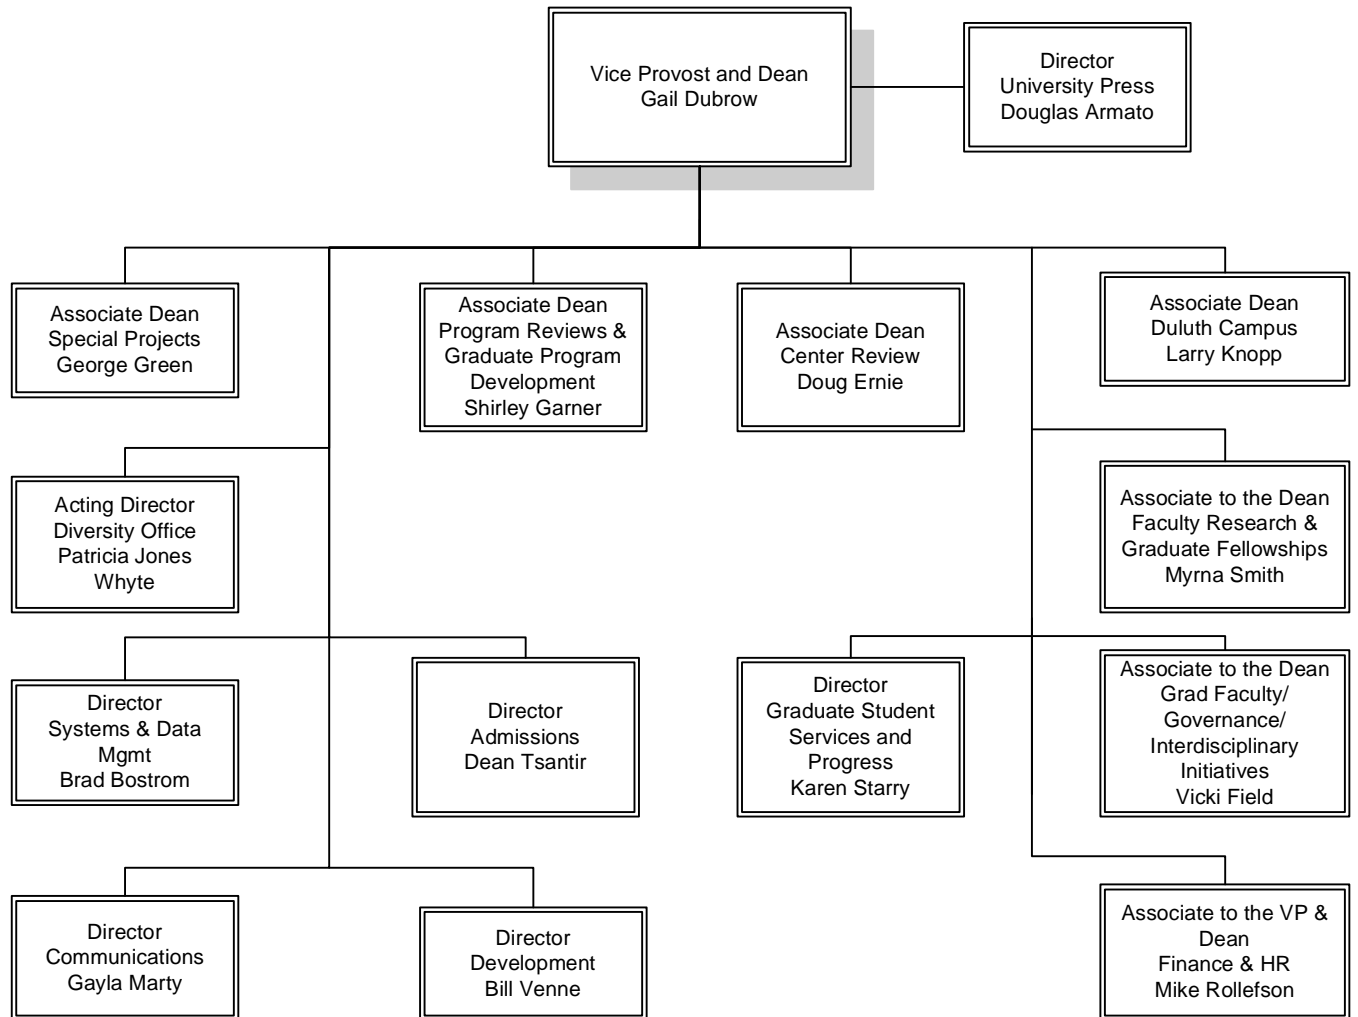 Vice Provost and Dean
Gail Dubrow
Director
University Press
Douglas Armato
Associate Dean
Special Projects
George Green
Associate Dean
Program Reviews &
Graduate Program
Development
Shirley Garner
Associate Dean
Center Review
Doug Ernie
Associate Dean
Duluth Campus
Larry Knopp
Acting Director
Diversity Office
Patricia Jones
Whyte
Associate to the Dean
Faculty Research &
Graduate Fellowships
Myrna Smith
Director
Systems & Data
Mgmt
Brad Bostrom
Director
Admissions
Dean Tsantir
Director
Graduate Student
Services and
Progress
Karen Starry
Associate to the Dean
Grad Faculty/
Governance/
Interdisciplinary
Initiatives
Vicki Field
Director
Communications
Gayla Marty
Director
Development
Bill Venne
Associate to the VP &
Dean
Finance & HR
Mike Rollefson